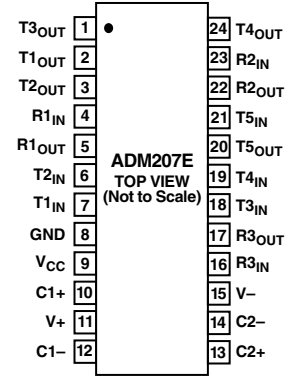 T3OUT 1 24 T4OUT
T1OUT 2 23 R2IN
T2OUT 3 22 R2OUT
R1IN 4 21 T5IN
R1OUT 5 20 T5OUT
ADM207E
T2IN 6 19 T4IN
TOP VIEW
(Not to Scale)
T1IN 7 18 T3IN
GND 8 17 R3OUT
VCC 9 16 R3IN
C1+ 10 15 V–
V+ 11 14 C2–
C1– 12 13 C2+